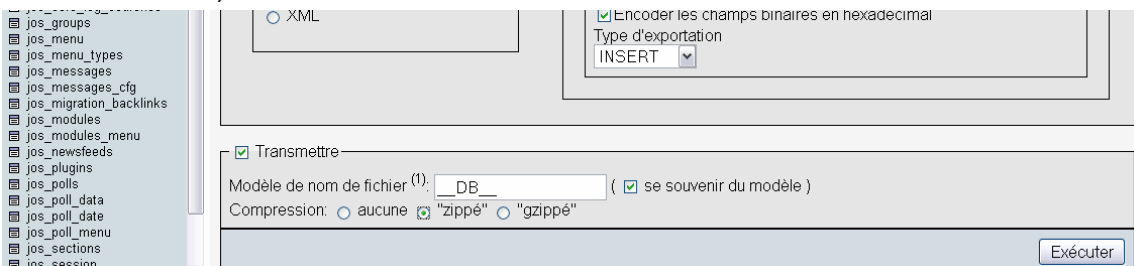 jos_groups
jos_menu
jos_menu_types
jos_messages
jos_messages_cfg
jos_migration_backlinks
jos_modules
jos_modules_menu
jos_newsfeeds
jos_plugins
jos_polls
jos_poll_data
jos_poll_date
jos_poll_menu
jos_sections
jos_session
XML
Encoder les champs binaires en hexadécimal
Type d'exportation
INSERT
Transmettre
Modèle de nom de fichier (1): __DB__ ( se souvenir du modèle )
Compression: aucune "zippé" "gzippé"
Exécuter